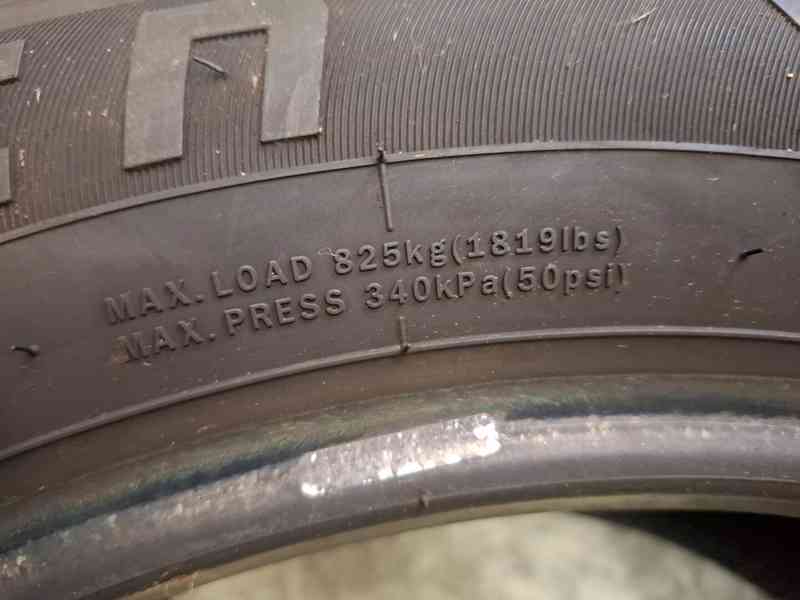 MAX. LOAD 825kg(1819lbs)
MAX. PRESS 340kPa(50psi)